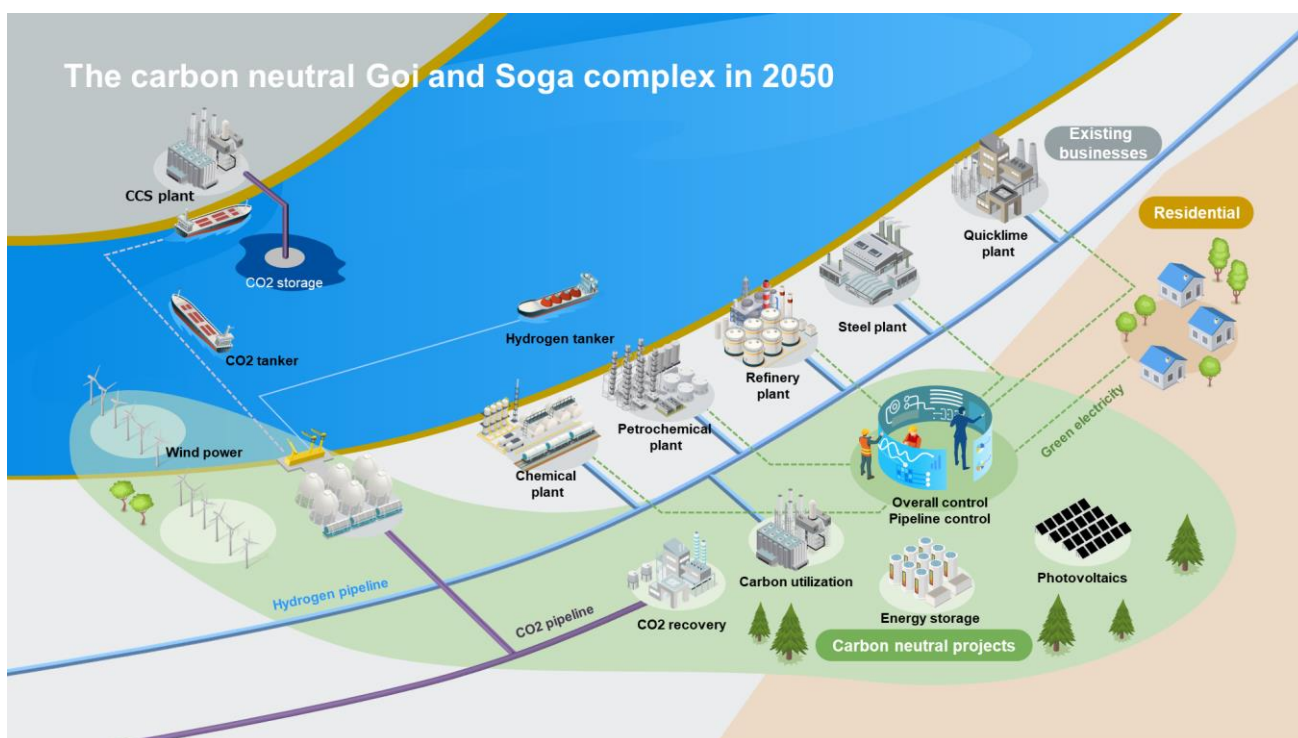 The carbon neutral Goi and Soga complex in 2050
Existing
businesses
CCS plant
Residential
Quicklime
plant
CO2 storage
Steel plant
Hydrogen tanker
CO2 tanker
Refinery
plant
Petrochemical
plant
Green electricity
Wind power
Chemical
plant
Overall control
Pipeline control
Carbon utilization
Photovoltaics
Hydrogen pipeline
CO2 pipeline
CO2 recovery
Energy storage
Carbon neutral projects